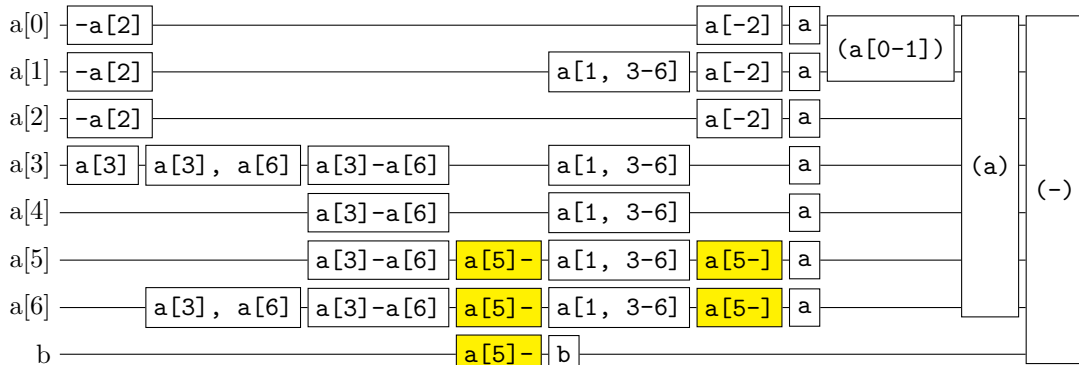 a[0] -a[2] a[-2] a (a[0-1]) (a) (-)
a[1] -a[2] a[1, 3-6] a[-2] a
a[2] -a[2] a[-2] a
a[3] a[3] a[3], a[6] a[3]-a[6] a[1, 3-6] a
a[4] a[3]-a[6] a[1, 3-6] a
a[5] a[3]-a[6] a[5]- a[1, 3-6] a[5-] a
a[6] a[3], a[6] a[3]-a[6] a[5]- a[1, 3-6] a[5-] a
b a[5]- b